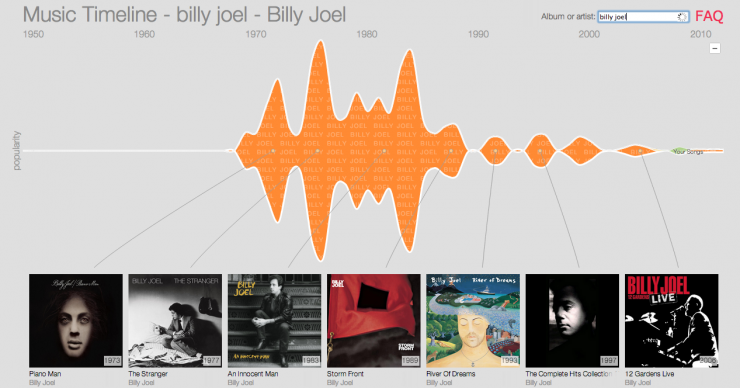 Music Timeline - billy joel - Billy Joel
Album or artist: billy joel FAQ
1950 1960 1970 1980 1990 2000 2010
popularity
BILLY JOEL
Your Songs
Billy Joel / Piano Man
1973
BILLY JOEL THE STRANGER
1977
BILLY
JOEL
AN INNOCENT MAN
1983
STORM
FRONT
1989
Billy Joel River of Dreams
1993
1997
BILLY JOEL
12 GARDENS LIVE
2006
Piano Man The Stranger An Innocent Man Storm Front River Of Dreams The Complete Hits Collection 12 Gardens Live
Billy Joel Billy Joel Billy Joel Billy Joel Billy Joel Billy Joel Billy Joel